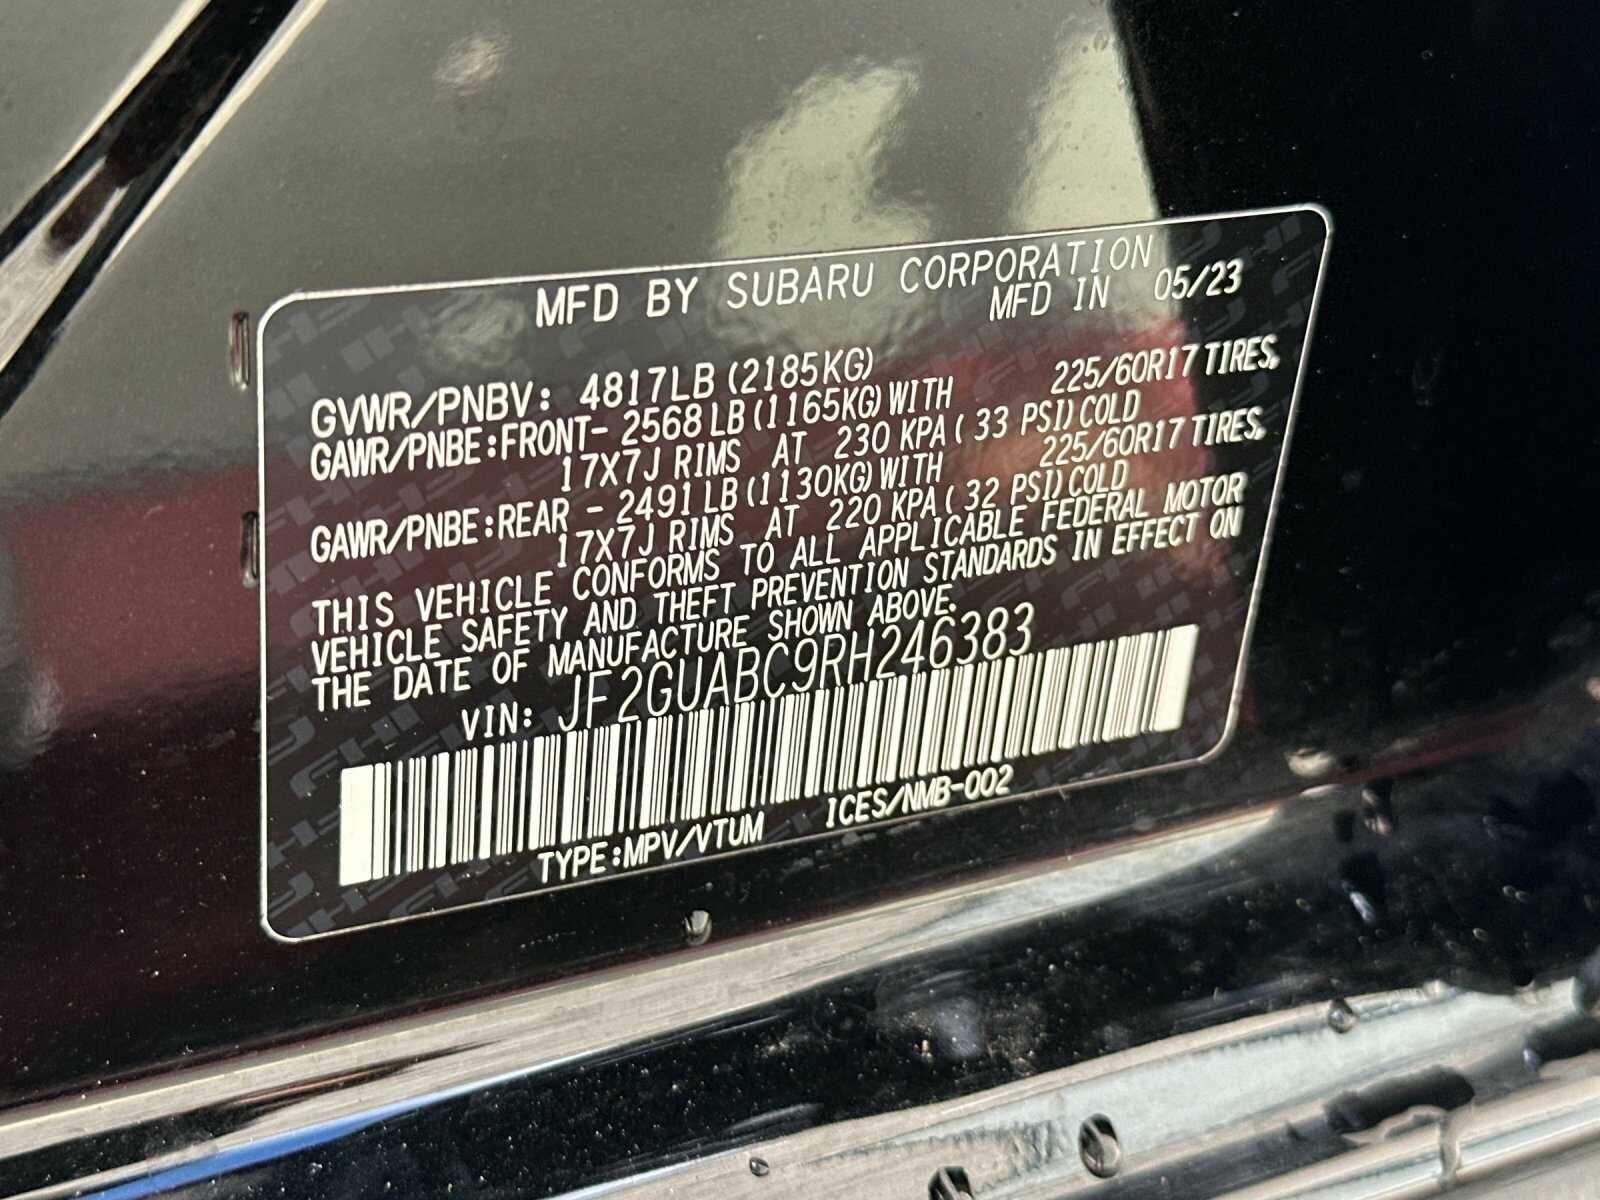 MFD BY SUBARU CORPORATION
MFD IN 05/23
GVWR/PNBV: 4817LB (2185KG)
GAWR/PNBE:FRONT- 2568 LB (1165KG) WITH 225/60R17 TIRES,
17X7J RIMS AT 230 KPA ( 33 PSI) COLD
GAWR/PNBE:REAR - 2491 LB (1130KG) WITH 225/60R17 TIRES,
17X7J RIMS AT 220 KPA ( 32 PSI) COLD
THIS VEHICLE CONFORMS TO ALL APPLICABLE FEDERAL MOTOR
VEHICLE SAFETY AND THEFT PREVENTION STANDARDS IN EFFECT ON
THE DATE OF MANUFACTURE SHOWN ABOVE.
VIN: JF2GUABC9RH246383
TYPE:MPV/VTUM ICES/NMB-002